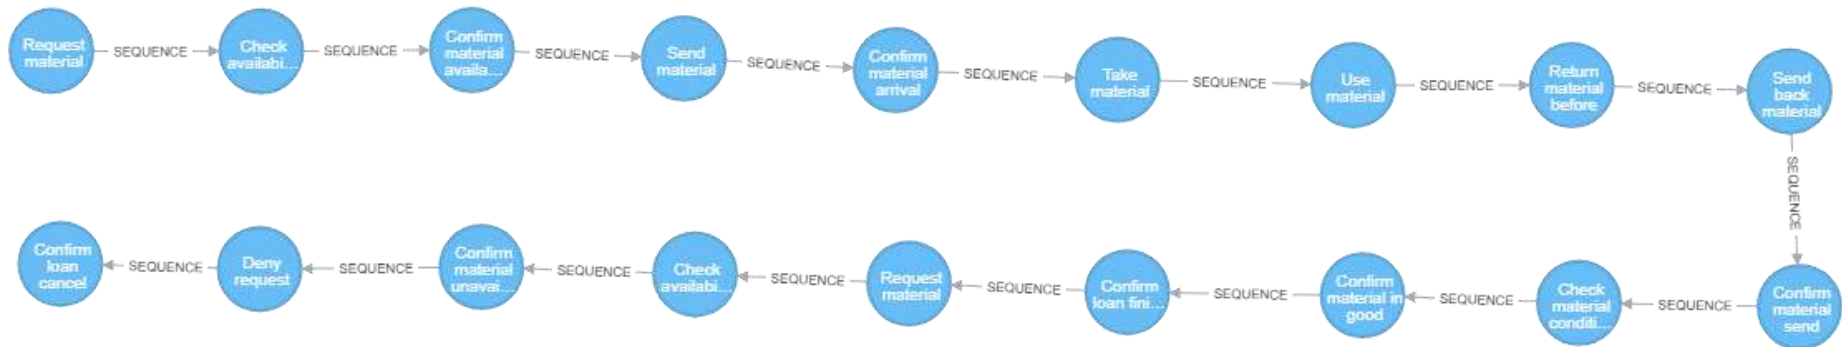 Request
material
SEQUENCE
Check
availabi...
SEQUENCE
Confirm
material
availa...
SEQUENCE
Send
material
SEQUENCE
Confirm
material
arrival
SEQUENCE
Take
material
SEQUENCE
Use
material
SEQUENCE
Return
material
before
SEQUENCE
Send
back
material
SEQUENCE
Confirm
material
send
SEQUENCE
Check
material
conditi...
SEQUENCE
Confirm
material in
good
SEQUENCE
Confirm
loan fini...
SEQUENCE
Request
material
SEQUENCE
Check
availabi...
SEQUENCE
Confirm
material
unavai...
SEQUENCE
Deny
request
SEQUENCE
Confirm
loan
cancel